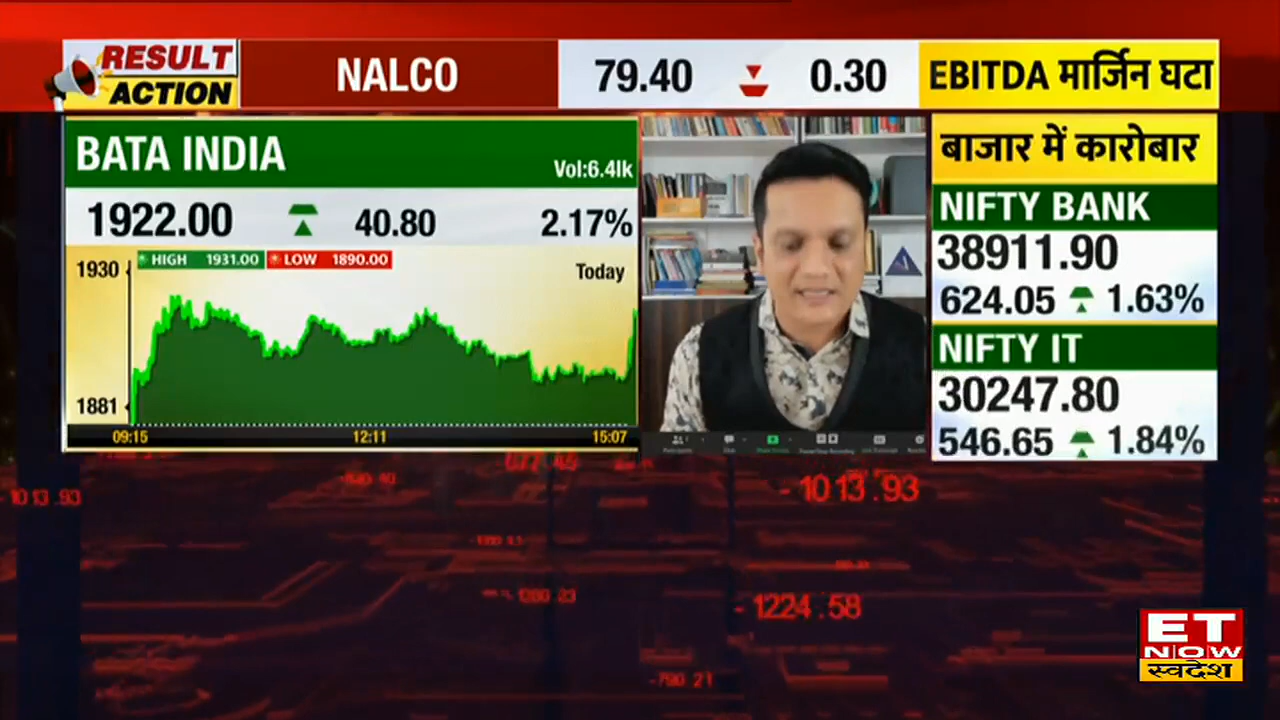 RESULT
ACTION
NALCO
79.40
0.30
EBITDA मार्जिन घटा
BATA INDIA
Vol:6.4lk
1922.00
40.80
2.17%
HIGH 1931.00
LOW 1890.00
Today
1930
1881
09:15
12:11
15:07
बाजार में कारोबार
NIFTY BANK
38911.90
624.05
1.63%
NIFTY IT
30247.80
546.65
1.84%
1013.93
-1013.93
-1224.58
ET
NOW
स्वदेश